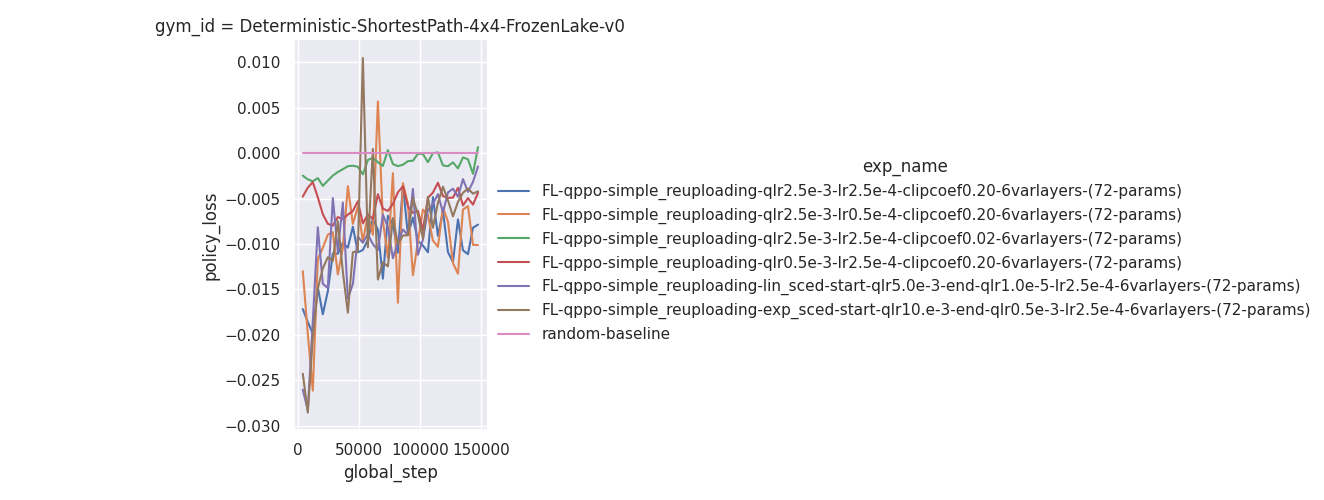 gym_id = Deterministic-ShortestPath-4x4-FrozenLake-v0
0.010
0.005
0.000
−0.005
−0.010
−0.015
−0.020
−0.025
−0.030
policy_loss
0
50000
100000
150000
global_step
exp_name
FL-qppo-simple_reuploading-qlr2.5e-3-lr2.5e-4-clipcoef0.20-6varlayers-(72-params)
FL-qppo-simple_reuploading-qlr2.5e-3-lr0.5e-4-clipcoef0.20-6varlayers-(72-params)
FL-qppo-simple_reuploading-qlr2.5e-3-lr2.5e-4-clipcoef0.02-6varlayers-(72-params)
FL-qppo-simple_reuploading-qlr0.5e-3-lr2.5e-4-clipcoef0.20-6varlayers-(72-params)
FL-qppo-simple_reuploading-lin_sced-start-qlr5.0e-3-end-qlr1.0e-5-lr2.5e-4-6varlayers-(72-params)
FL-qppo-simple_reuploading-exp_sced-start-qlr10.e-3-end-qlr0.5e-3-lr2.5e-4-6varlayers-(72-params)
random-baseline